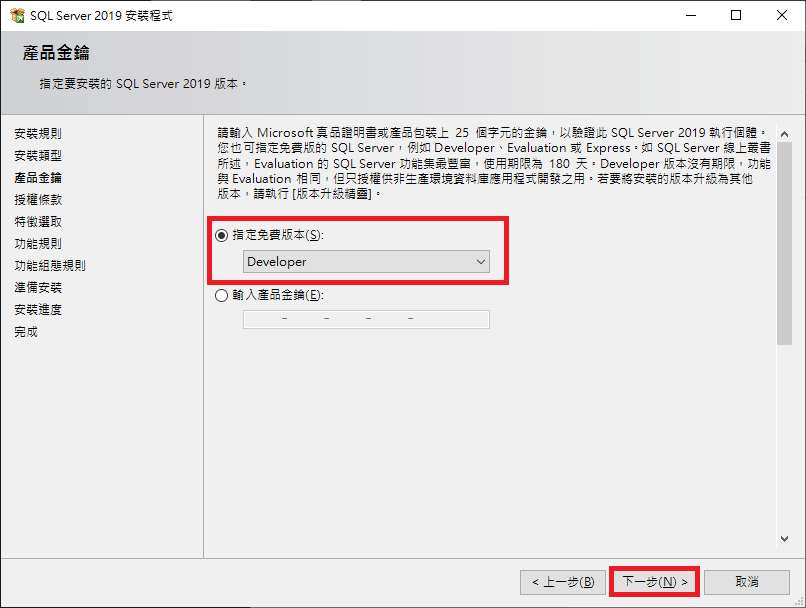 SQL Server 2019 安裝程式
產品金鑰
指定要安裝的 SQL Server 2019 版本。
安裝規則
安裝類型
產品金鑰
授權條款
特徵選取
功能規則
功能組態規則
準備安裝
安裝進度
完成
請輸入 Microsoft 真品證明書或產品包裝上 25 個字元的金鑰，以驗證此 SQL Server 2019 執行個體。
您也可指定免費版的 SQL Server，例如 Developer、Evaluation 或 Express。如 SQL Server 線上叢書
所述，Evaluation 的 SQL Server 功能集最豐富，使用期限為 180 天。Developer 版本沒有期限，功能
與 Evaluation 相同，但只授權供非生產環境資料庫應用程式開發之用。若要將安裝的版本升級為其他
版本，請執行 [版本升級精靈]。
指定免費版本(S):
Developer
輸入產品金鑰(E):
- - - -
< 上一步(B)
下一步(N) >
取消